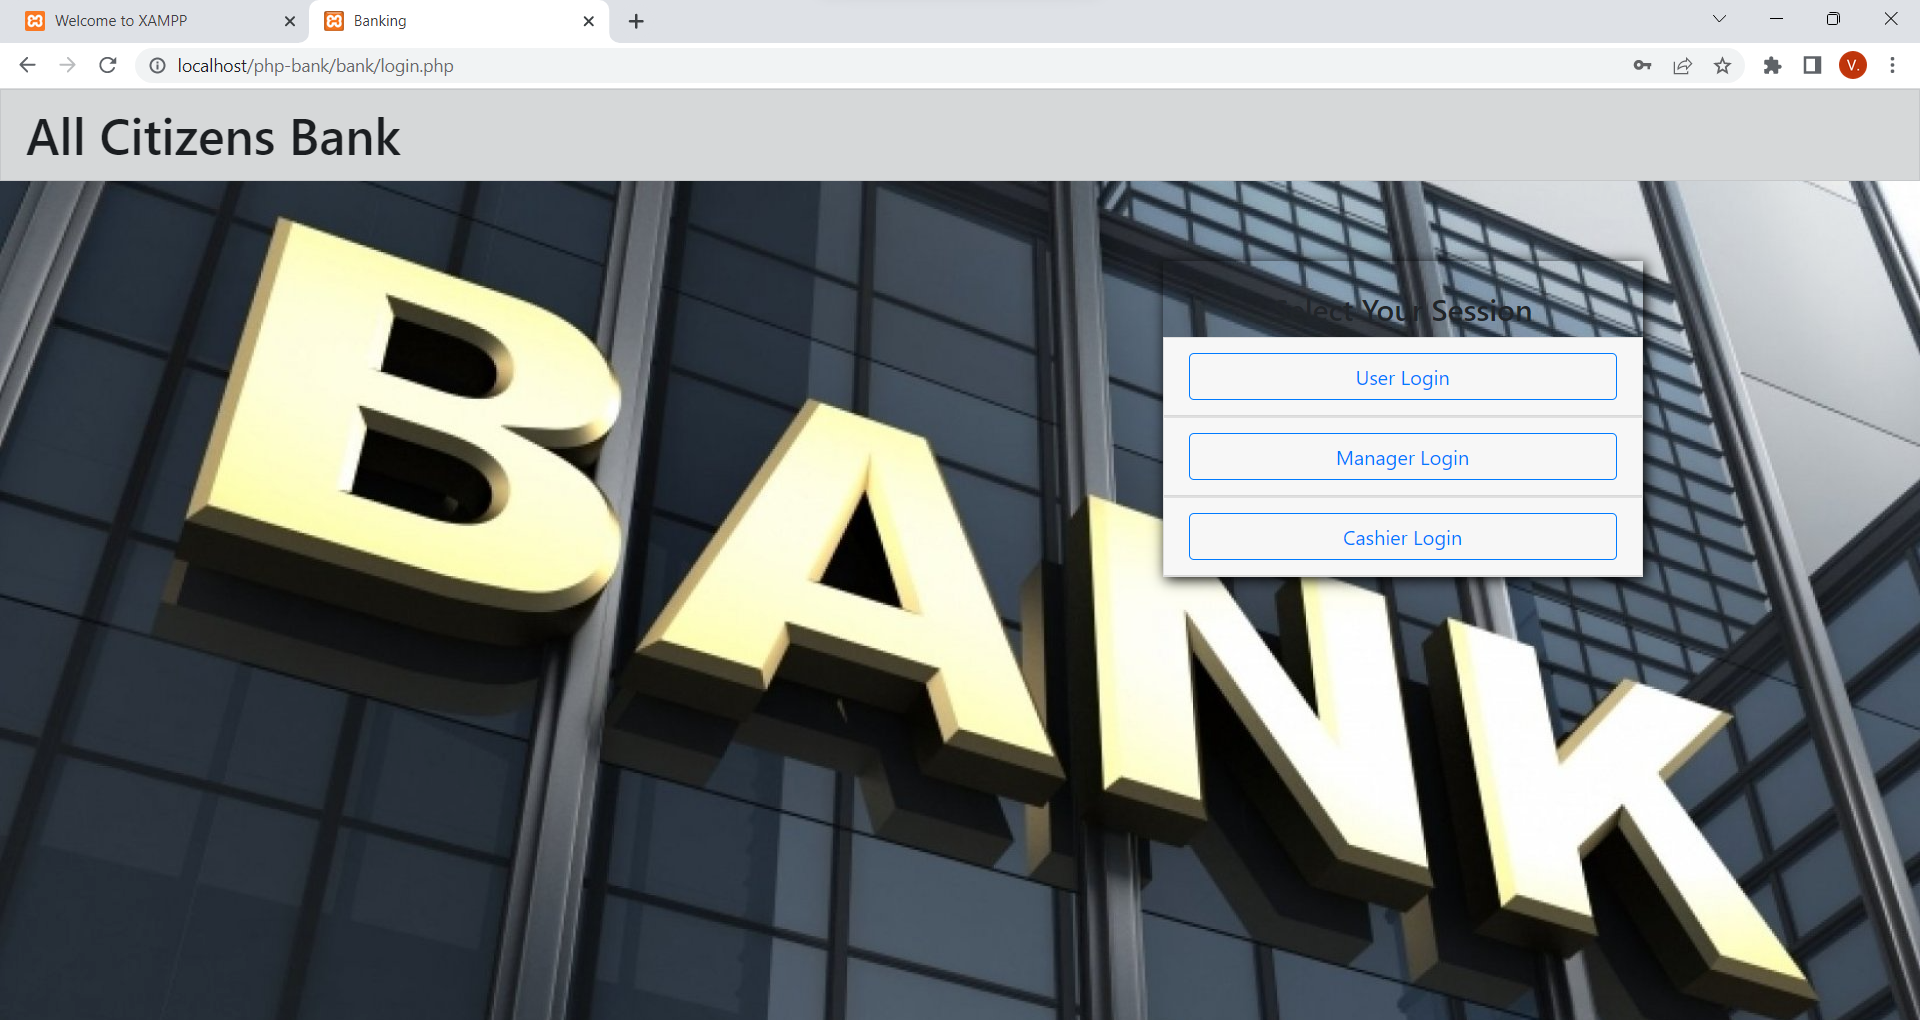 Welcome to XAMPP
Banking
localhost/php-bank/bank/login.php
V.
All Citizens Bank
Select Your Session
User Login
Manager Login
Cashier Login
BANK